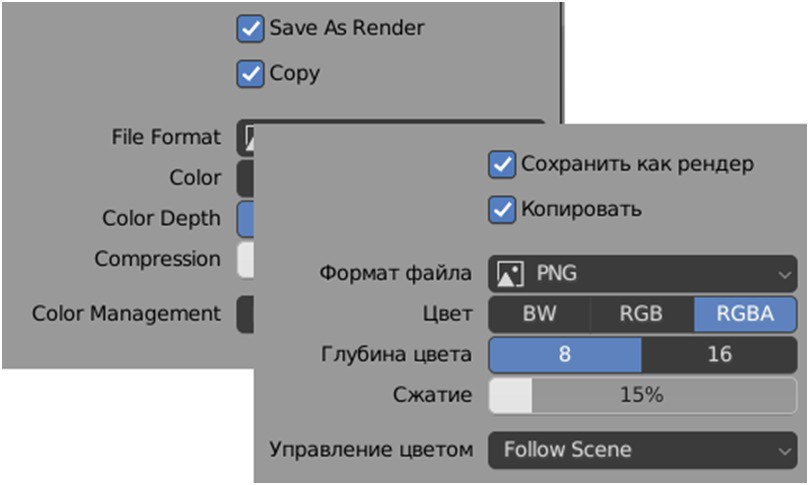 Save As Render
Copy
File Format
Color
Color Depth
Compression
Color Management
Сохранить как рендер
Копировать
Формат файла PNG
Цвет BW RGB RGBA
Глубина цвета 8 16
Сжатие 15%
Управление цветом Follow Scene